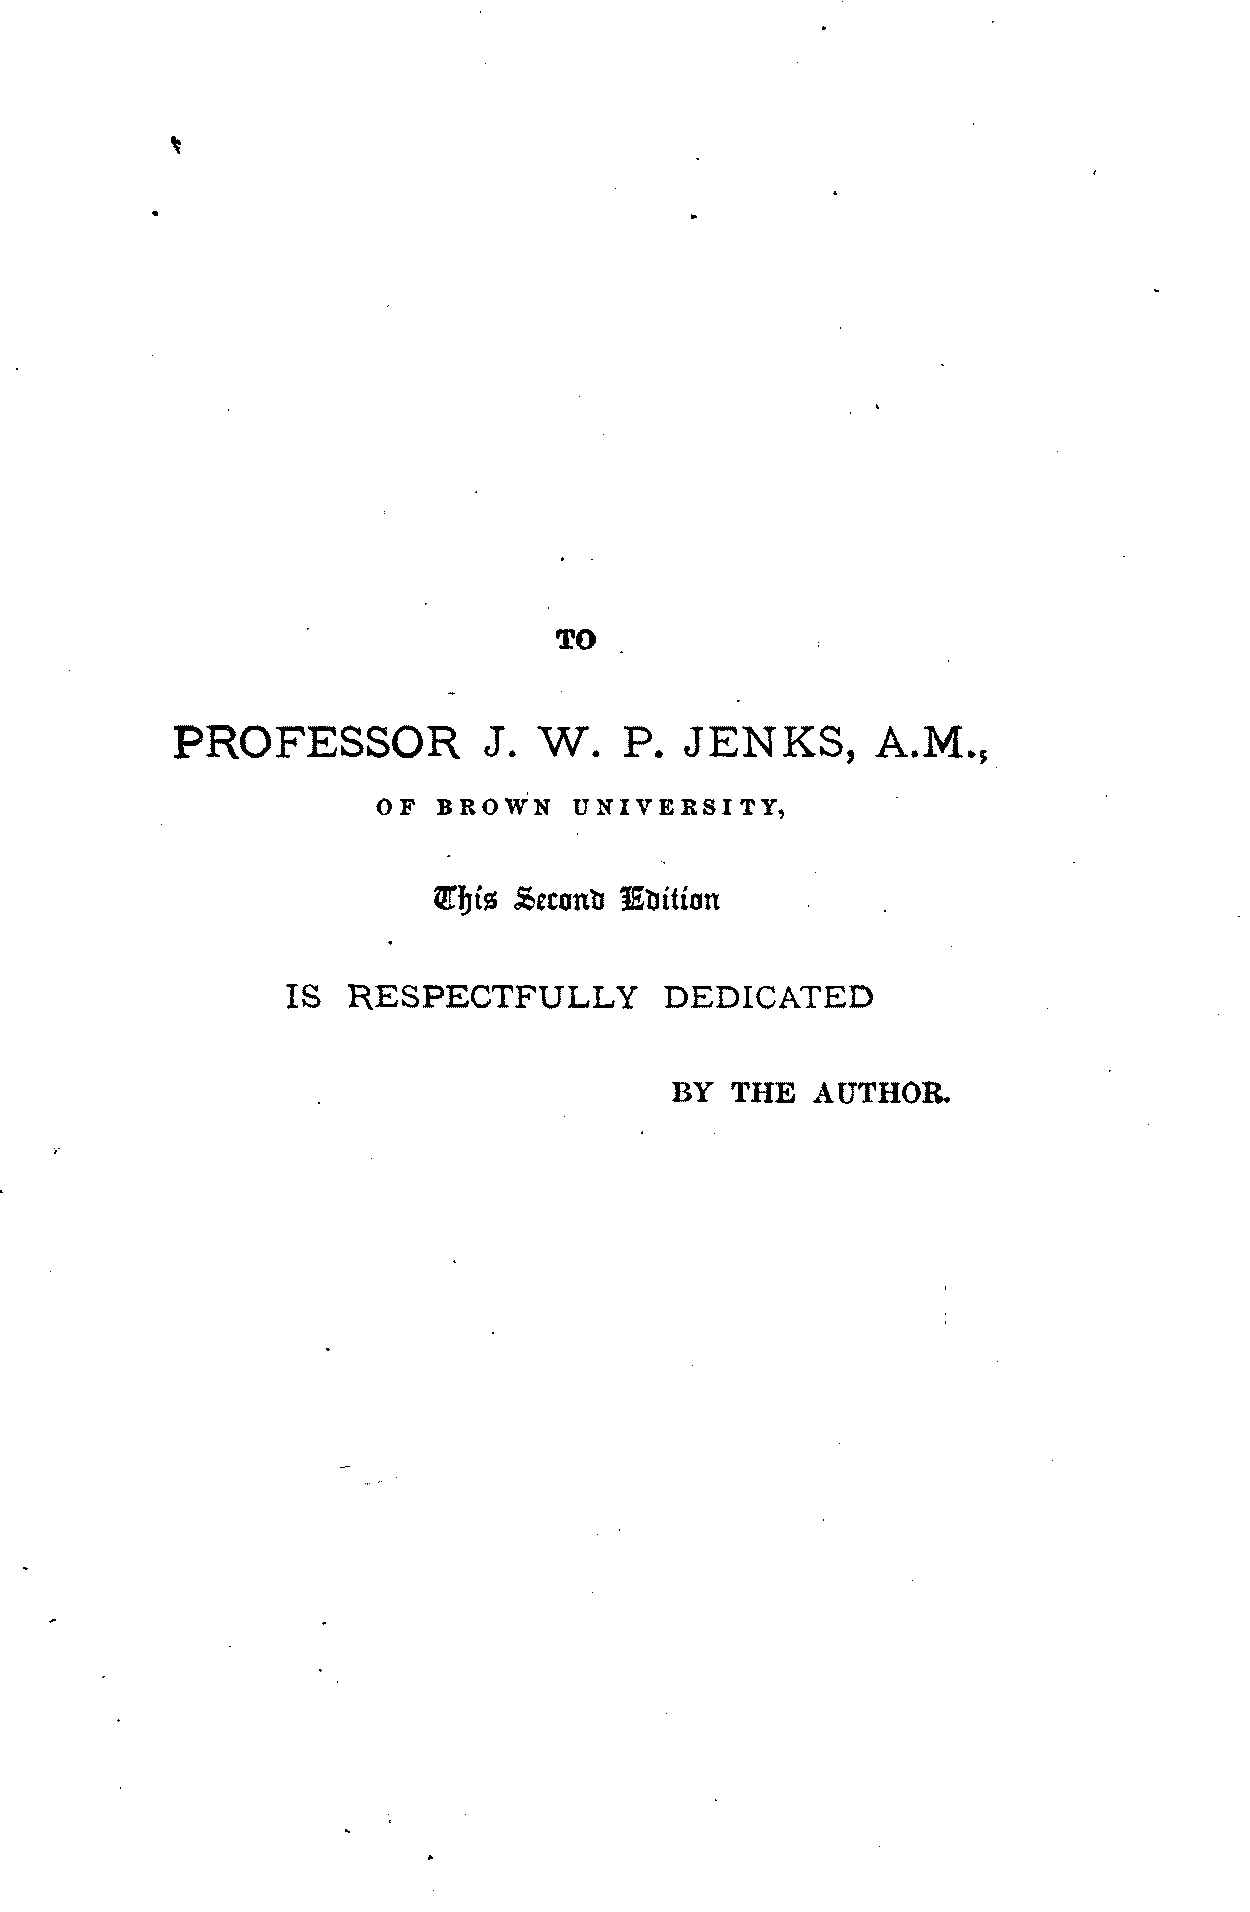 TO
PROFESSOR J. W. P. JENKS, A.M.,
OF BROWN UNIVERSITY,
This Second Edition
IS RESPECTFULLY DEDICATED
BY THE AUTHOR.